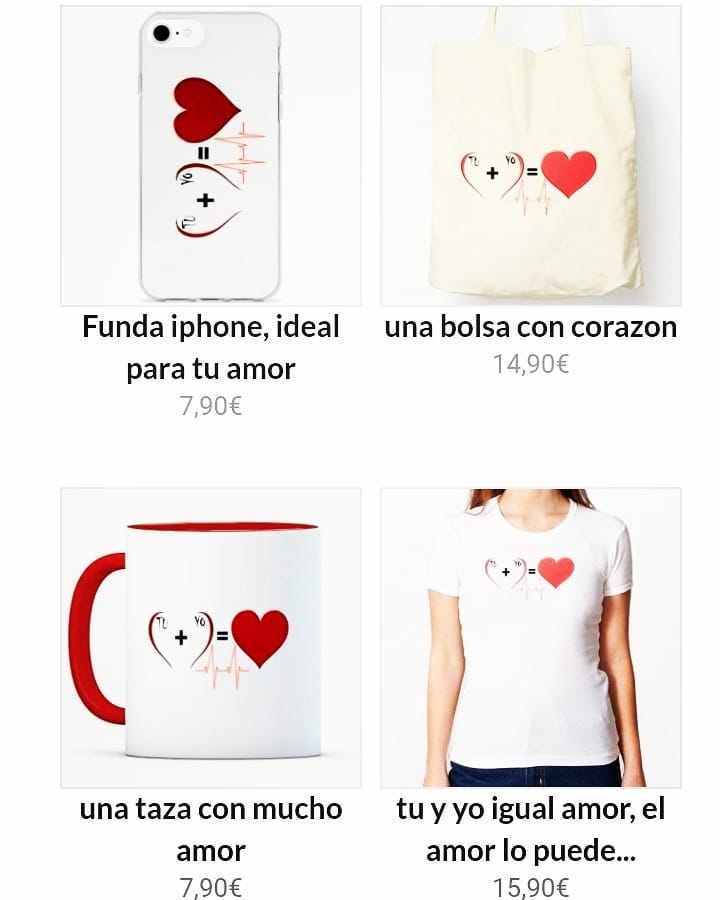 Yo
Tu
+
=
Tu + Yo =
Funda iphone, ideal
para tu amor
7,90€
una bolsa con corazon
14,90€
Tu + Yo =
Tu + Yo =
una taza con mucho
amor
7,90€
tu y yo igual amor, el
amor lo puede...
15,90€